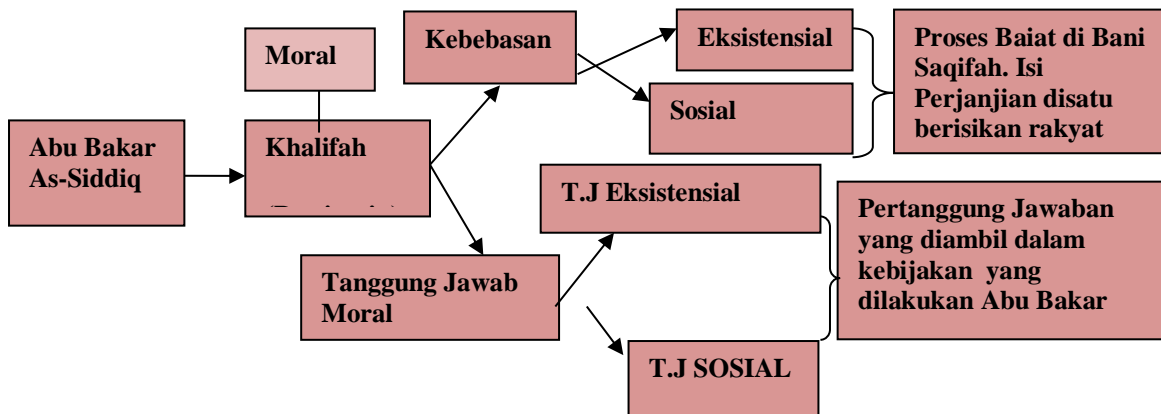 Abu Bakar
As-Siddiq
Moral
Khalifah
Kebebasan
Eksistensial
Sosial
Proses Baiat di Bani
Saqifah. Isi
Perjanjian disatu
berisikan rakyat
Tanggung Jawab
Moral
T.J Eksistensial
T.J SOSIAL
Pertanggung Jawaban
yang diambil dalam
kebijakan yang
dilakukan Abu Bakar